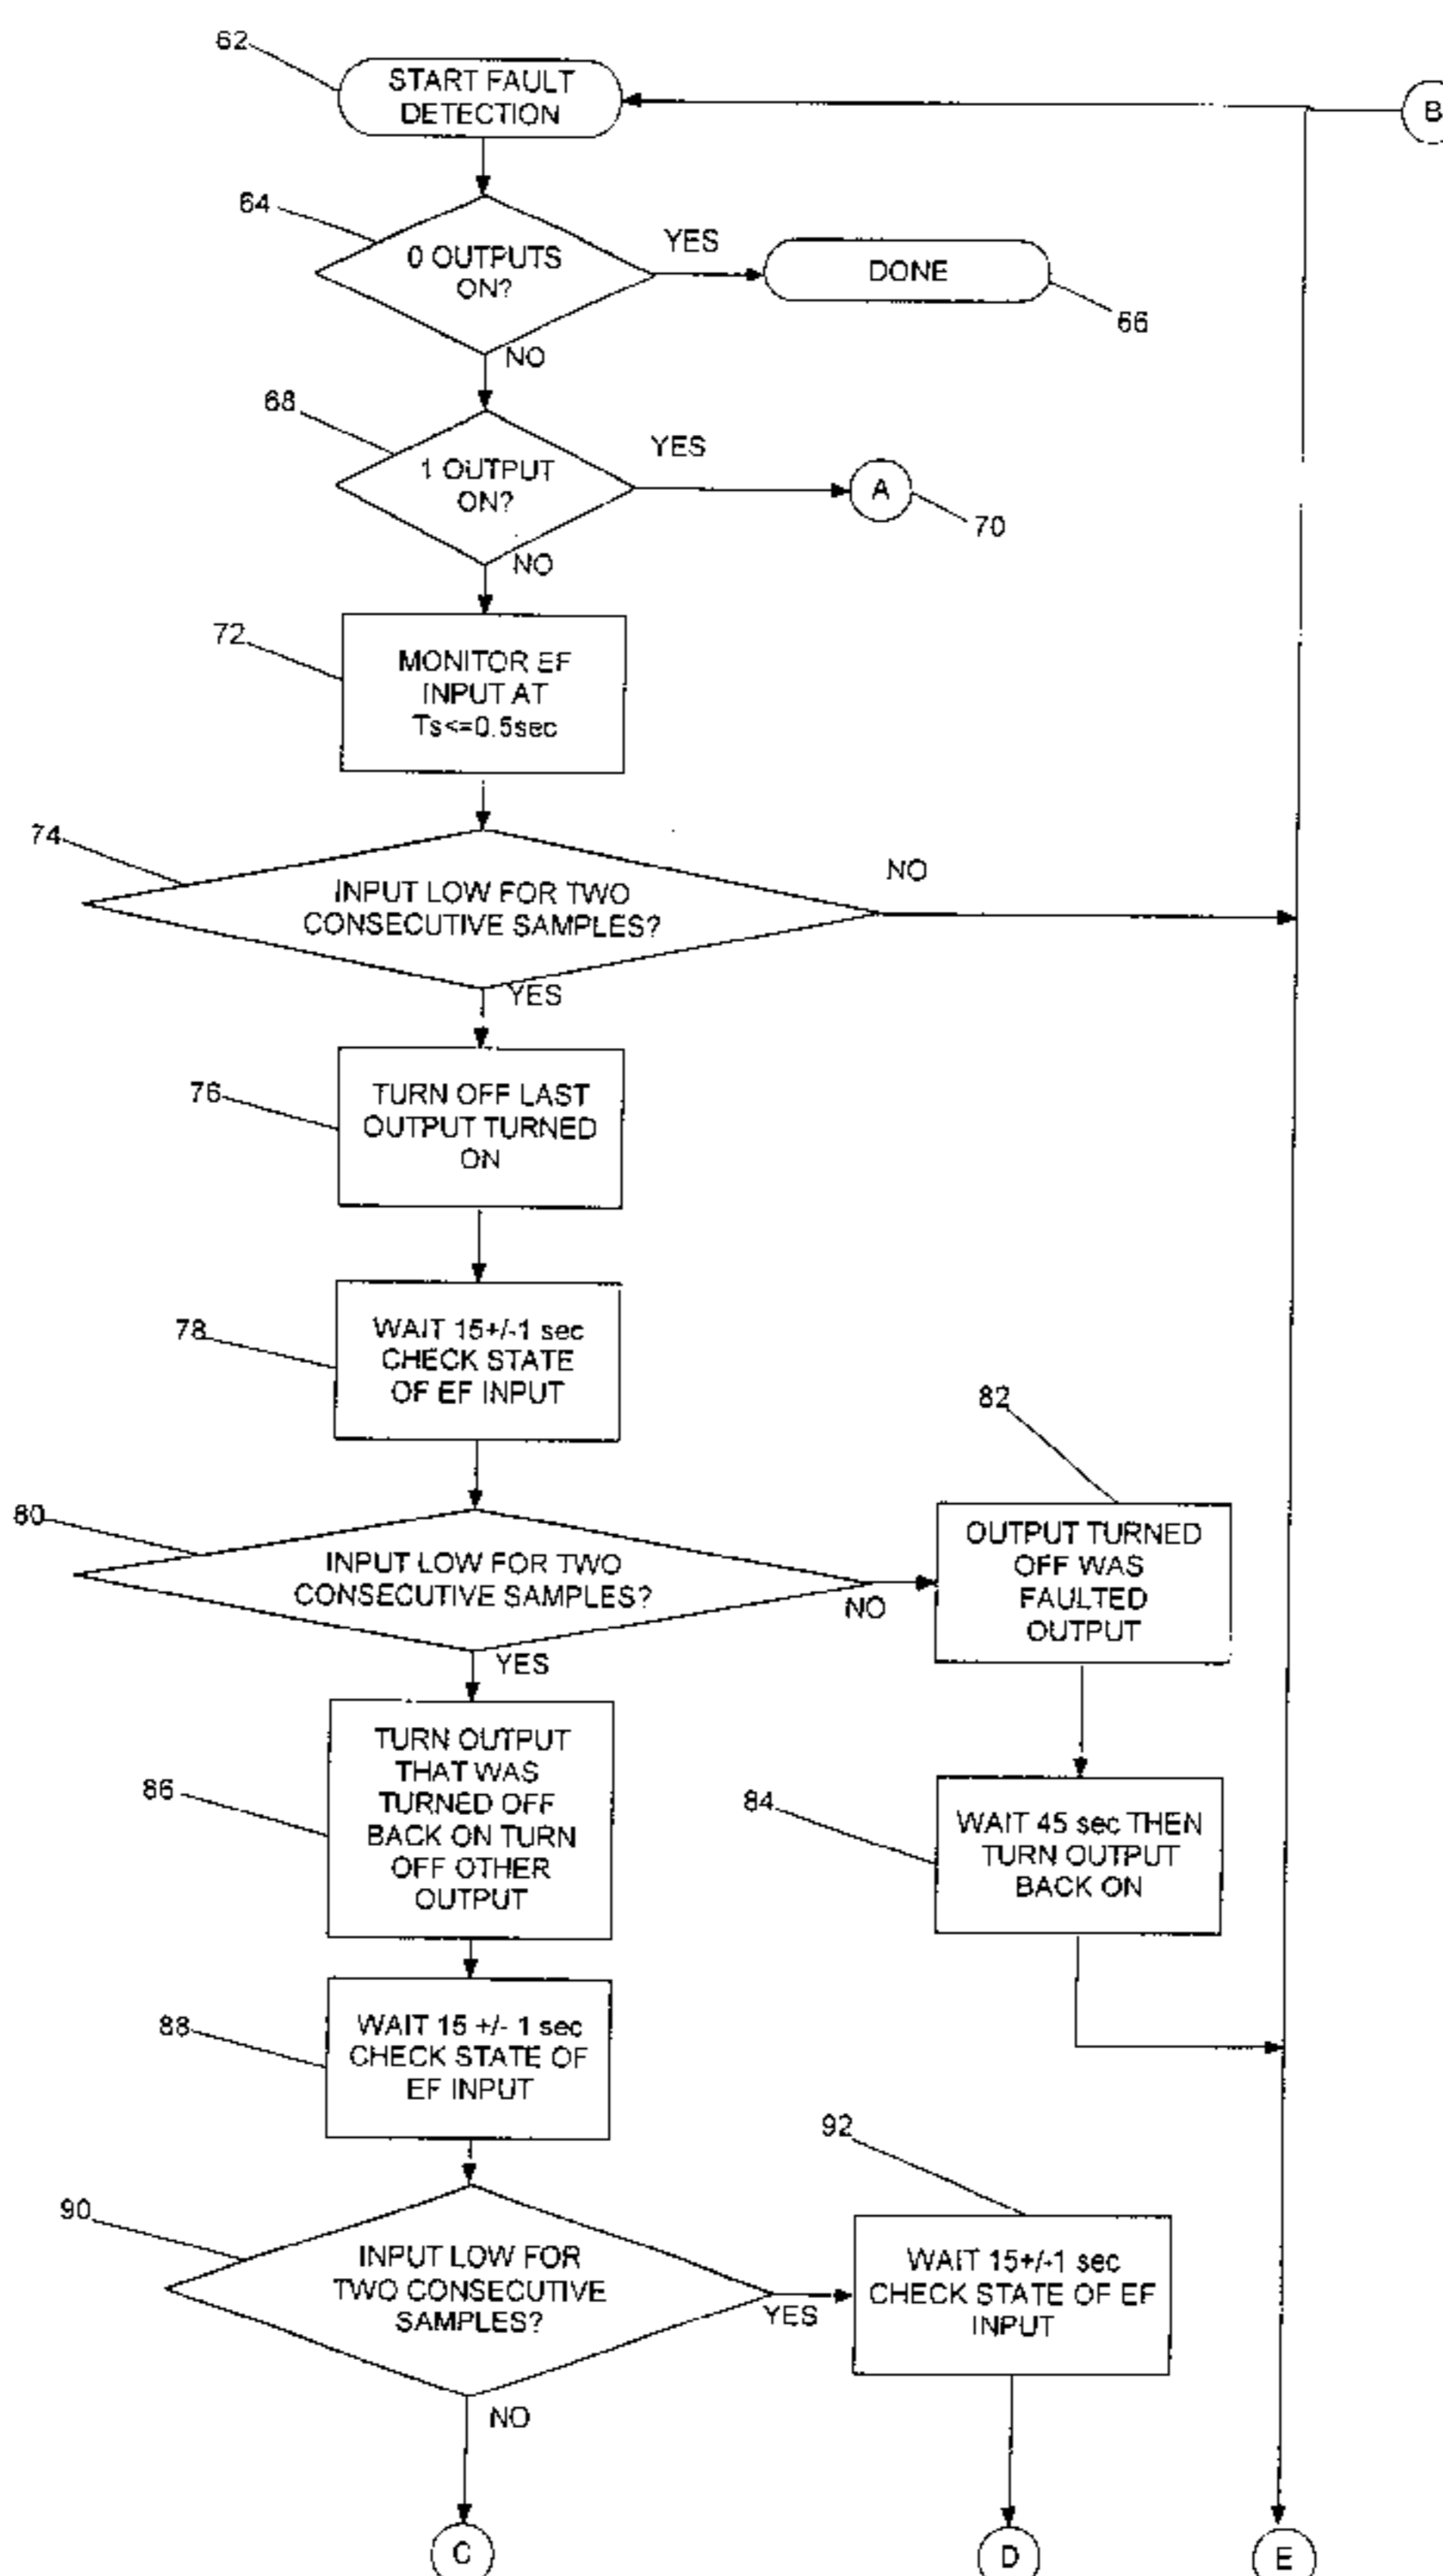 62
START FAULT
DETECTION
B
64
0 OUTPUTS
ON?
YES
DONE
66
NO
68
1 OUTPUT
ON?
YES
A
70
NO
72
MONITOR EF
INPUT AT
Ts<=0.5sec
74
INPUT LOW FOR TWO
CONSECUTIVE SAMPLES?
NO
YES
76
TURN OFF LAST
OUTPUT TURNED
ON
78
WAIT 15+/-1 sec
CHECK STATE
OF EF INPUT
82
80
INPUT LOW FOR TWO
CONSECUTIVE SAMPLES?
NO
OUTPUT TURNED
OFF WAS
FAULTED
OUTPUT
YES
86
TURN OUTPUT
THAT WAS
TURNED OFF
BACK ON TURN
OFF OTHER
OUTPUT
84
WAIT 45 sec THEN
TURN OUTPUT
BACK ON
88
WAIT 15 +/- 1 sec
CHECK STATE OF
EF INPUT
92
90
INPUT LOW FOR
TWO CONSECUTIVE
SAMPLES?
YES
WAIT 15+/-1 sec
CHECK STATE OF EF
INPUT
NO
C
D
E